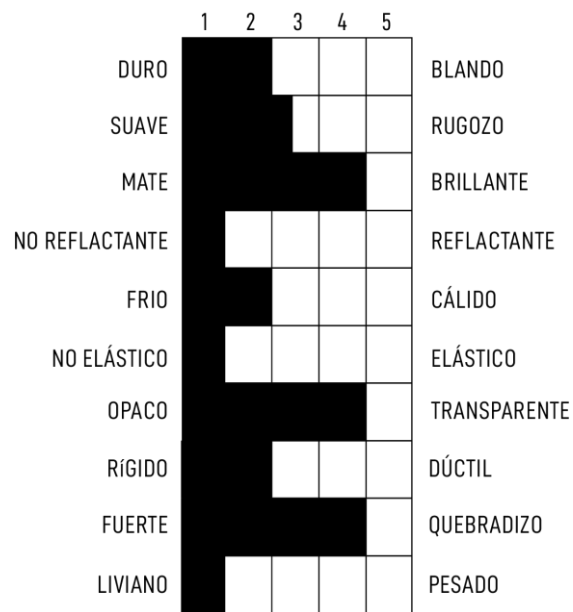 1 2 3 4 5
DURO BLANDO
SUAVE RUGOZO
MATE BRILLANTE
NO REFLACTANTE REFLACTANTE
FRIO CÁLIDO
NO ELÁSTICO ELÁSTICO
OPACO TRANSPARENTE
RíGIDO DÚCTIL
FUERTE QUEBRADIZO
LIVIANO PESADO